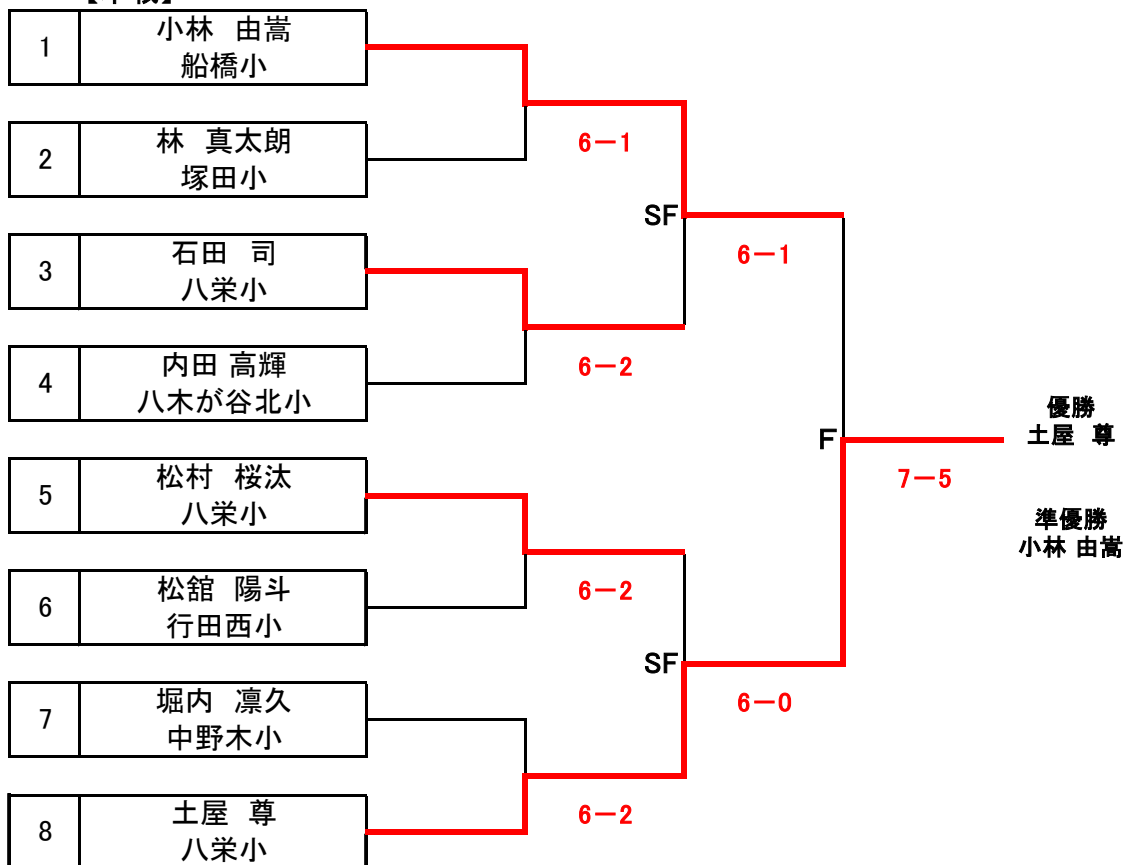 1
小林 由嵩
船橋小
2
林 真太朗
塚田小
6－1
SF
3
石田 司
八栄小
6－1
4
内田 高輝
八木が谷北小
6－2
優勝
土屋 尊
F
7－5
5
松村 桜汰
八栄小
準優勝
小林 由嵩
6
松舘 陽斗
行田西小
6－2
SF
7
堀内 凛久
中野木小
6－0
8
土屋 尊
八栄小
6－2